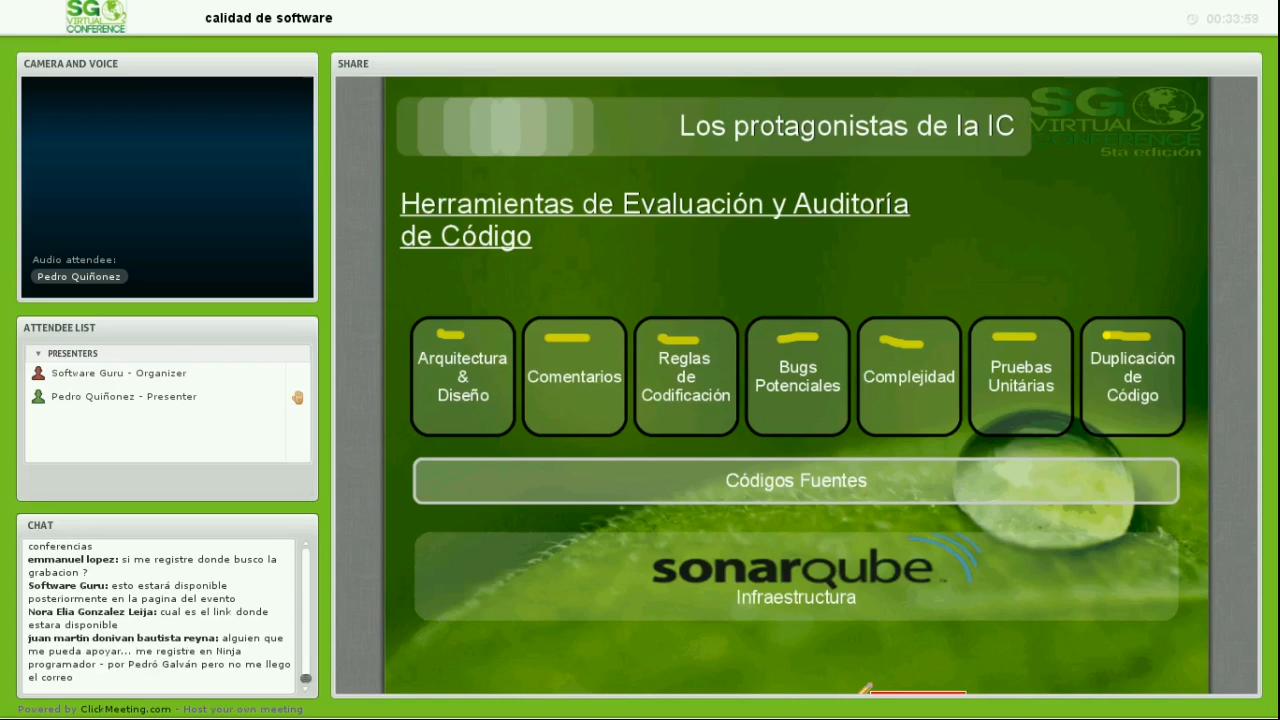 SG
VIRTUAL
CONFERENCE
calidad de software
00:33:59
CAMERA AND VOICE
Audio attendee:
Pedro Quiñonez
ATTENDEE LIST
PRESENTERS
Software Guru - Organizer
Pedro Quiñonez - Presenter
CHAT
conferencias
emmanuel lopez: si me registre donde busco la
grabacion ?
Software Guru: esto estará disponible
posteriormente en la pagina del evento
Nora Elia Gonzalez Leija: cual es el link donde
estara disponible
juan martin donivan bautista reyna: alguien que
me pueda apoyar... me registre en Ninja
programador - por Pedró Galván pero no me llego
el correo
Powered by ClickMeeting.com - Host your own meeting
SHARE
Los protagonistas de la IC
SG
VIRTUAL
CONFERENCE
5ta edición
Herramientas de Evaluación y Auditoría
de Código
Arquitectura
&
Diseño
Comentarios
Reglas
de
Codificación
Bugs
Potenciales
Complejidad
Pruebas
Unitárias
Duplicación
de
Código
Códigos Fuentes
sonarqube
Infraestructura